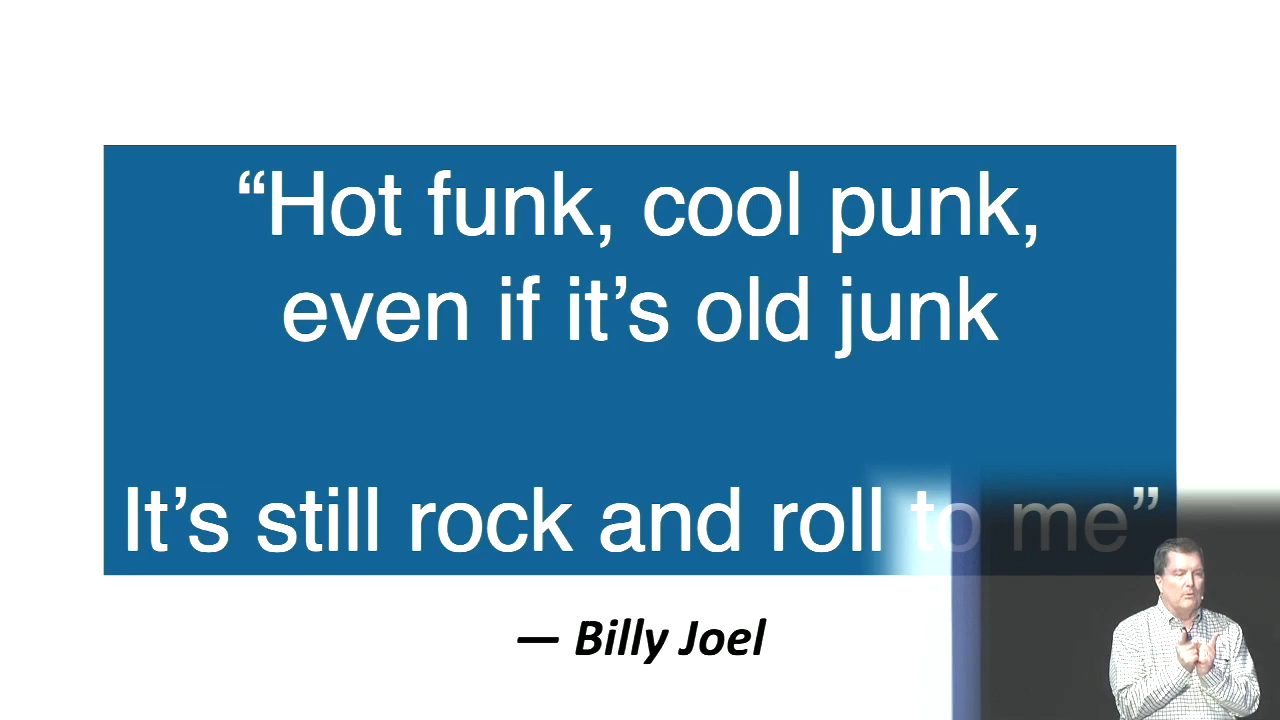 “Hot funk, cool punk,
even if it’s old junk
It’s still rock and roll to me”
— Billy Joel